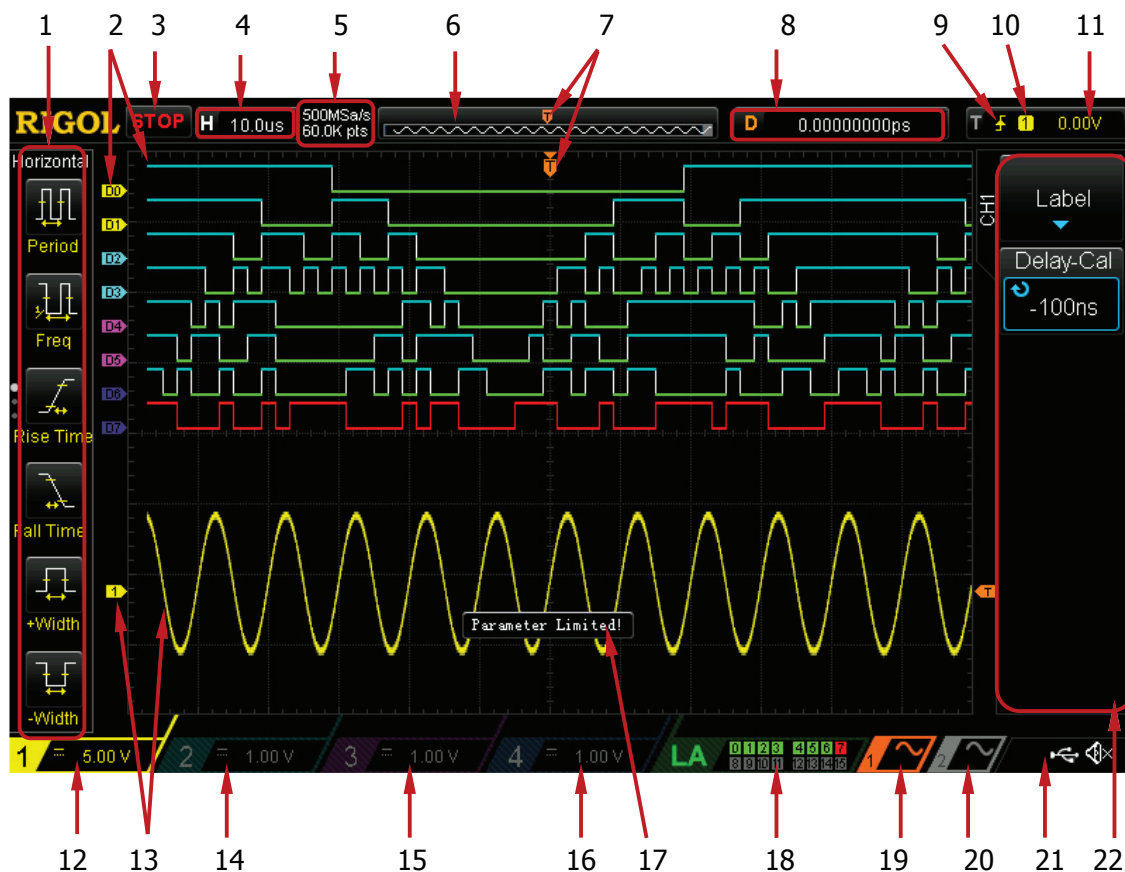 1 2 3 4 5 6 7 8 9 10 11
RIGOL STOP H 10.0us 500MSa/s 60.0K pts T D 0.00000000ps T 1 0.00V
Horizontal
Period
1/ Freq
Rise Time
Fall Time
+Width
-Width
T
D0
D1
D2
D3
D4
D5
D6
D7
1
T
Parameter Limited!
CH1
Label
Delay-Cal
-100ns
1 5.00 V 2 1.00 V 3 1.00 V 4 1.00 V LA
0 1 2 3 4 5 6 7
8 9 10 11 12 13 14 15
1 2
12 13 14 15 16 17 18 19 20 21 22